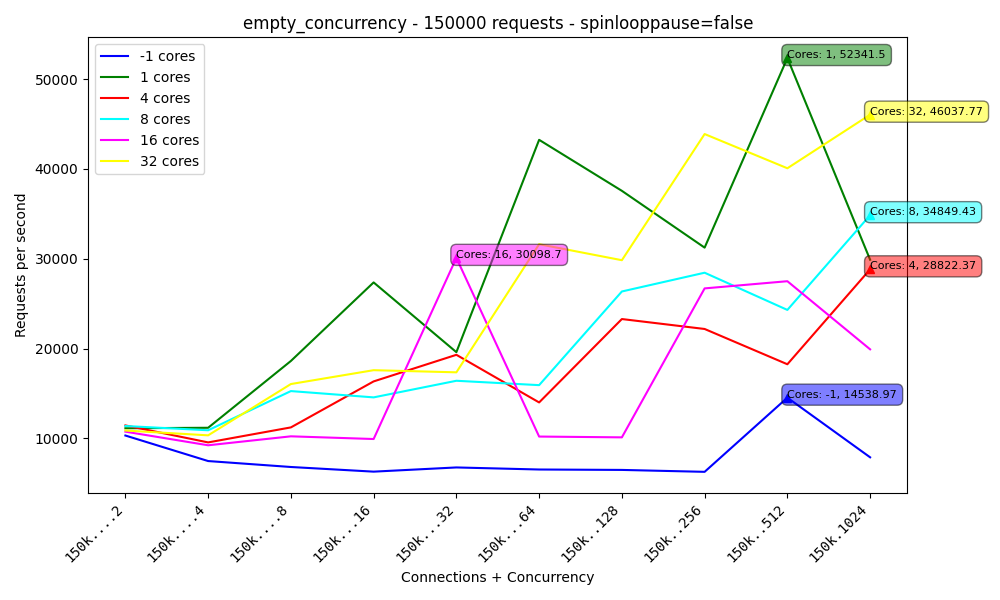 empty_concurrency - 150000 requests - spinlooppause=false
-1 cores
1 cores
4 cores
8 cores
16 cores
32 cores
Cores: 1, 52341.5
Cores: 32, 46037.77
Cores: 8, 34849.43
Cores: 16, 30098.7
Cores: 4, 28822.37
Cores: -1, 14538.97
Requests per second
50000
40000
30000
20000
10000
150k....2
150k....4
150k....8
150k...16
150k...32
150k...64
150k..128
150k..256
150k..512
150k.1024
Connections + Concurrency